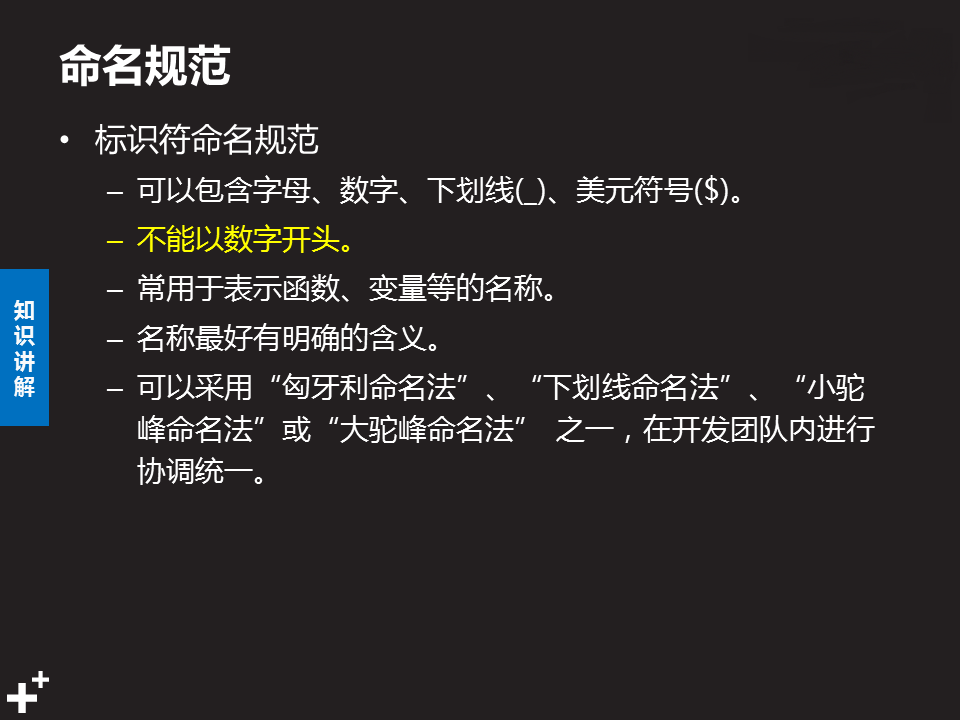 命名规范
• 标识符命名规范
– 可以包含字母、数字、下划线(_)、美元符号($)。
– 不能以数字开头。
– 常用于表示函数、变量等的名称。
– 名称最好有明确的含义。
– 可以采用“匈牙利命名法”、“下划线命名法”、“小驼
峰命名法”或“大驼峰命名法” 之一，在开发团队内进行
协调统一。
知
识
讲
解